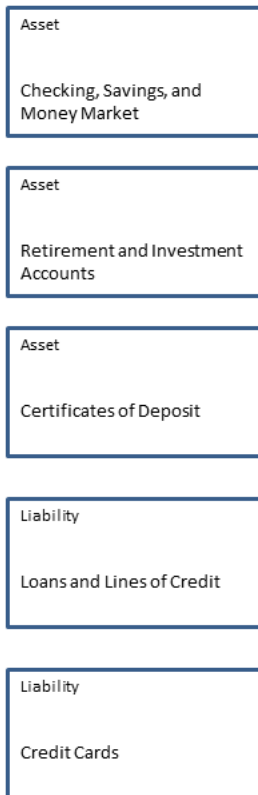 Asset
Checking, Savings, and
Money Market
Asset
Retirement and Investment
Accounts
Asset
Certificates of Deposit
Liability
Loans and Lines of Credit
Liability
Credit Cards